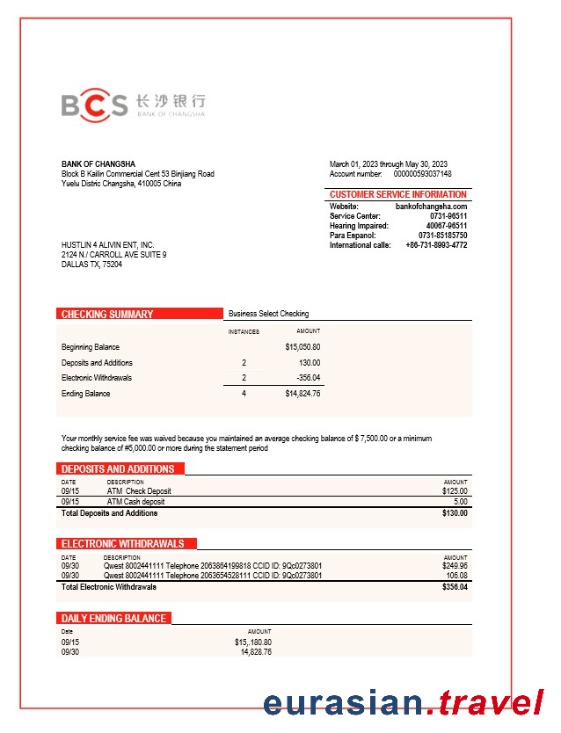 BCS 长沙银行
BANK OF CHANGSHA
BANK OF CHANGSHA
Block B Kailin Commercial Cent 53 Binjiang Road
Yuelu Distric Changsha, 410005 China
March 01, 2023 through May 30, 2023
Account number: 000000593037148
CUSTOMER SERVICE INFORMATION
Website: bankofchangsha.com
Service Center: 0731-96511
Hearing Impaired: 40067-96511
Para Espanol: 0731-85185750
International calls: +86-731-8993-4772
HUSTLIN 4 ALIVIN ENT, INC.
2124 N./ CARROLL AVE SUITE 9
DALLAS TX, 75204
CHECKING SUMMARY Business Select Checking
INSTANCES AMOUNT
Beginning Balance $15,050.80
Deposits and Additions 2 130.00
Electronic Withdrawals 2 -356.04
Ending Balance 4 $14,824.76
Your monthly service fee was waived because you maintained an average checking balance of $ 7,500.00 or a minimum
checking balance of #5,000.00 or more during the statement period
DEPOSITS AND ADDITIONS
DATE DESCRIPTION AMOUNT
09/15 ATM Check Deposit $125.00
09/15 ATM Cash deposit 5.00
Total Deposits and Additions $130.00
ELECTRONIC WITHDRAWALS
DATE DESCRIPTION AMOUNT
09/30 Qwest 8002441111 Telephone 2063864199818 CCID ID: 9Qc0273801 $249.96
09/30 Qwest 8002441111 Telephone 2063654528111 CCID ID: 9Qc0273801 106.08
Total Electronic Withdrawals $356.04
DAILY ENDING BALANCE
Date AMOUNT
09/15 $15,.180.80
09/30 14,828.76
eurasian.travel